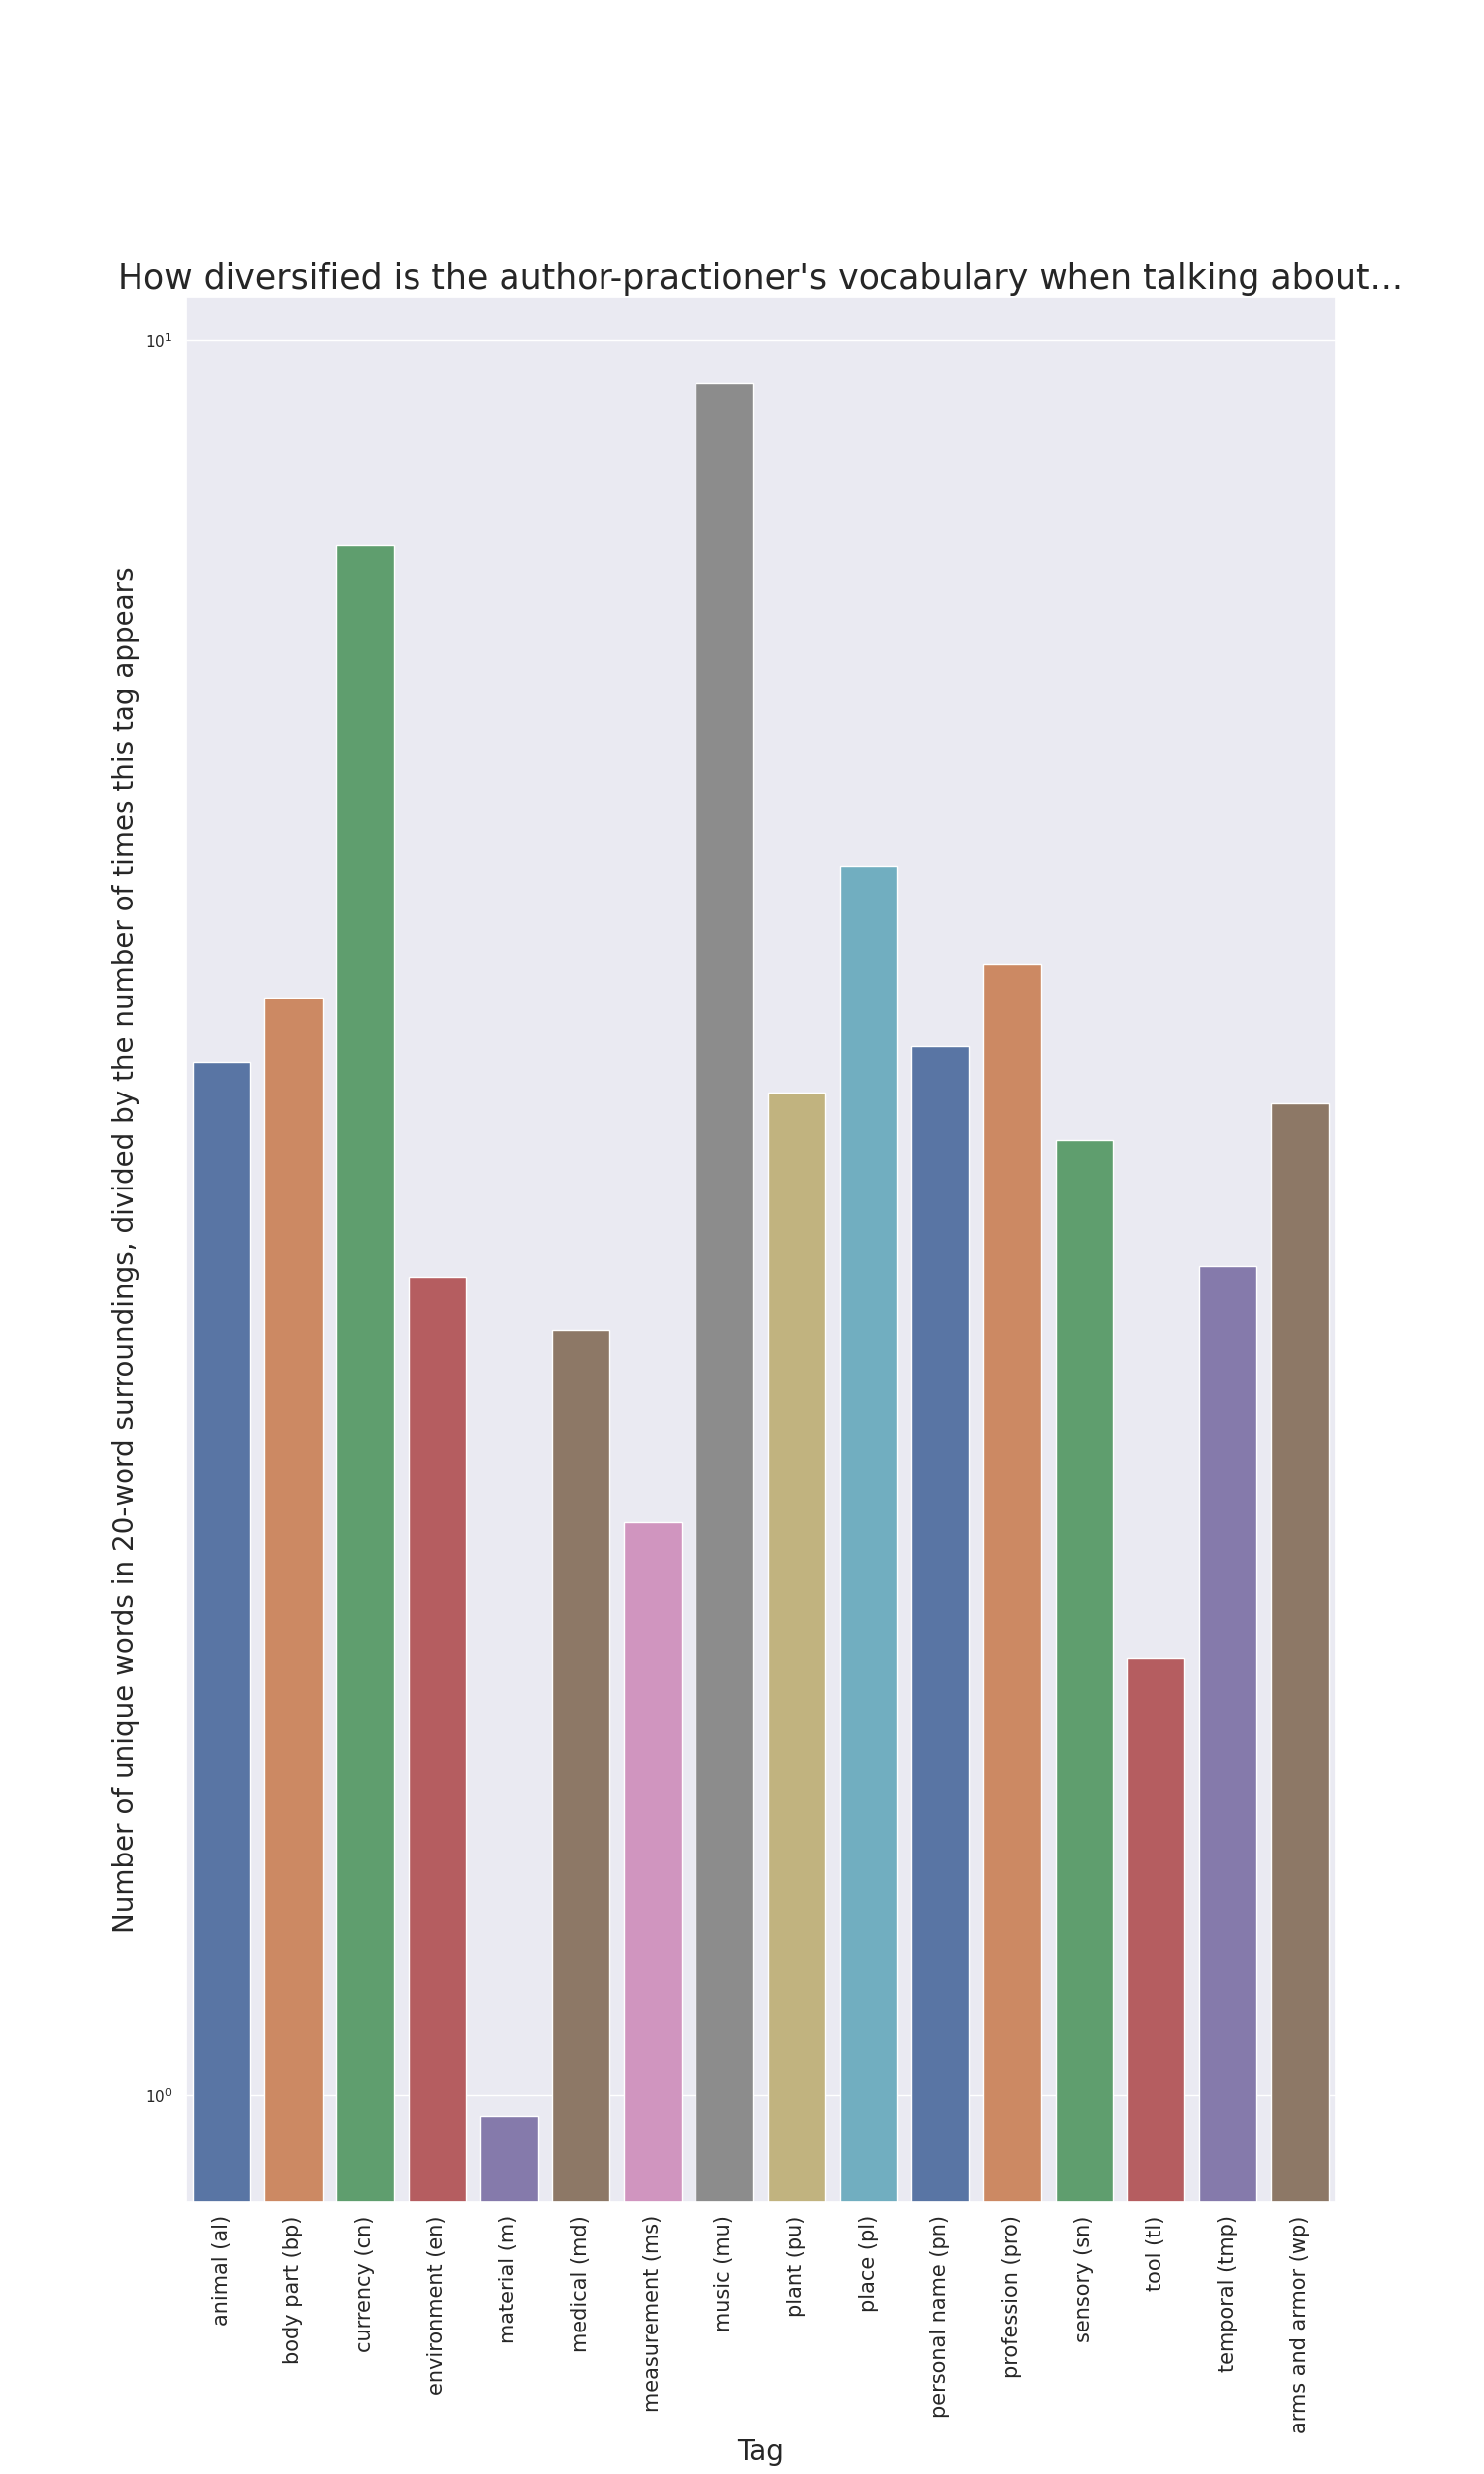 How diversified is the author-practioner's vocabulary when talking about...
Number of unique words in 20-word surroundings, divided by the number of times this tag appears
10¹
10⁰
animal (al)
body part (bp)
currency (cn)
environment (en)
material (m)
medical (md)
measurement (ms)
music (mu)
plant (pu)
place (pl)
personal name (pn)
profession (pro)
sensory (sn)
tool (tl)
temporal (tmp)
arms and armor (wp)
Tag